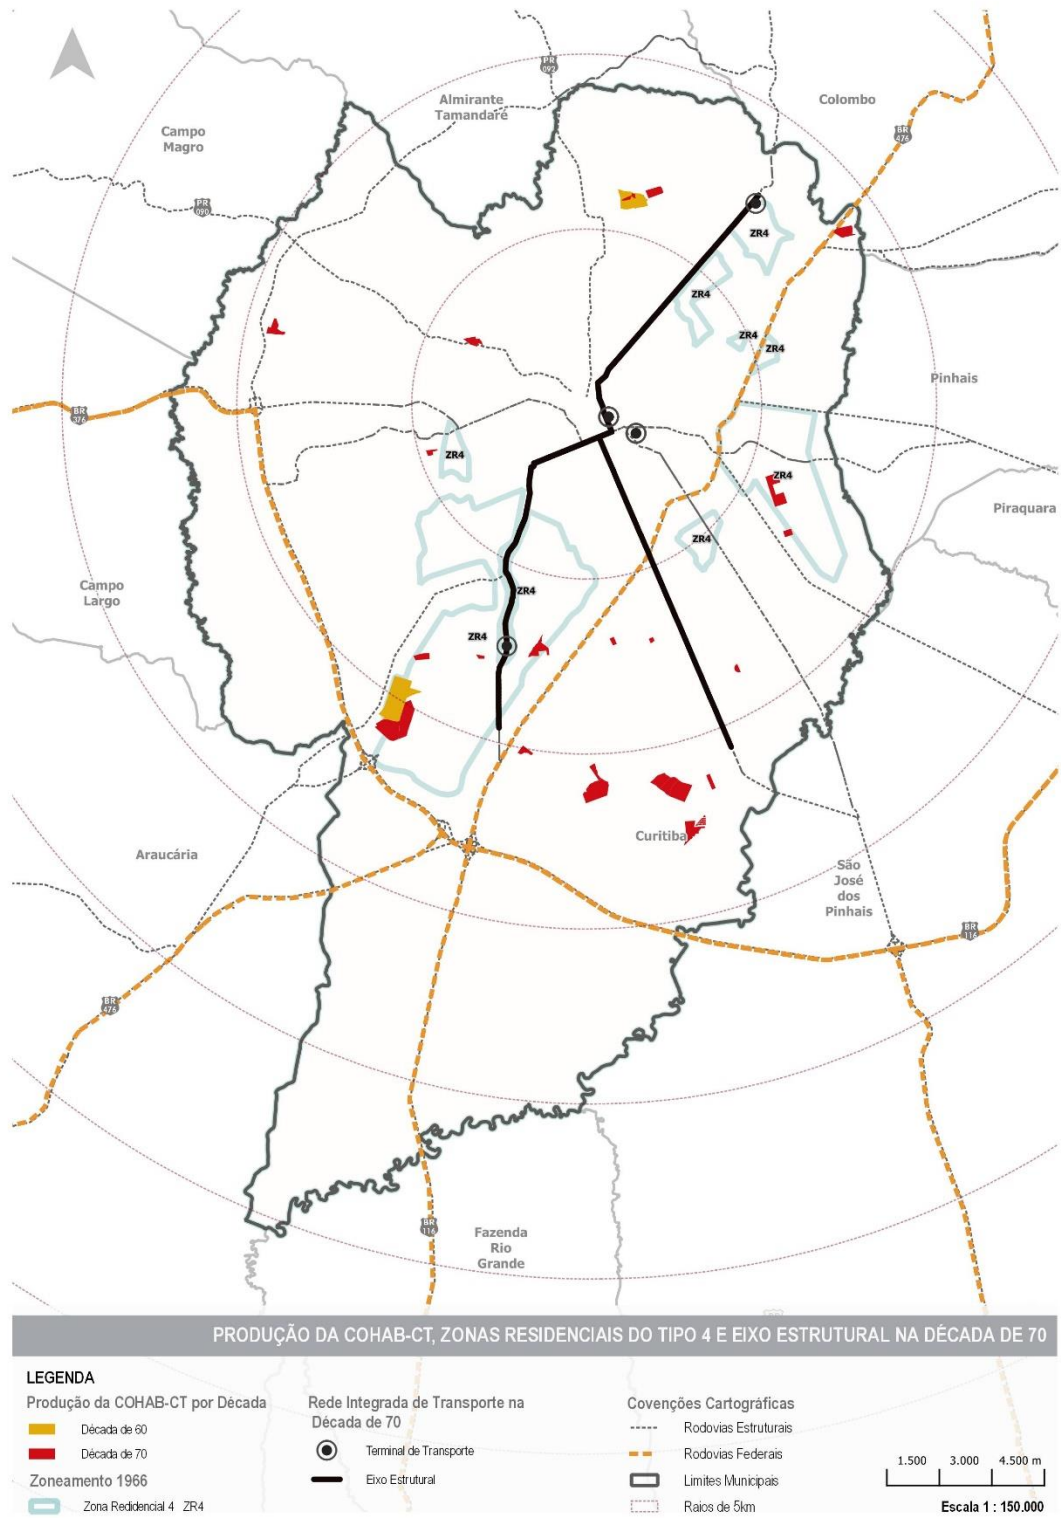 PR
092
Almirante
Tamandaré
Colombo
Campo
Magro
BR
476
PR
090
ZR4
ZR4
ZR4
ZR4
Pinhais
BR
376
ZR4
ZR4
Piraquara
ZR4
Campo
Largo
ZR4
ZR4
Curitiba
Araucária
São
José
dos
Pinhais
BR
116
BR
476
BR
116
Fazenda
Rio
Grande
PRODUÇÃO DA COHAB-CT, ZONAS RESIDENCIAIS DO TIPO 4 E EIXO ESTRUTURAL NA DÉCADA DE 70
LEGENDA
Produção da COHAB-CT por Década
Década de 60
Década de 70
Zoneamento 1966
Zona Redidencial 4 ZR4
Rede Integrada de Transporte na
Década de 70
Terminal de Transporte
Eixo Estrutural
Covenções Cartográficas
Rodovias Estruturais
Rodovias Federais
Limites Municipais
Raios de 5km
1.500 3.000 4.500 m
Escala 1 : 150.000